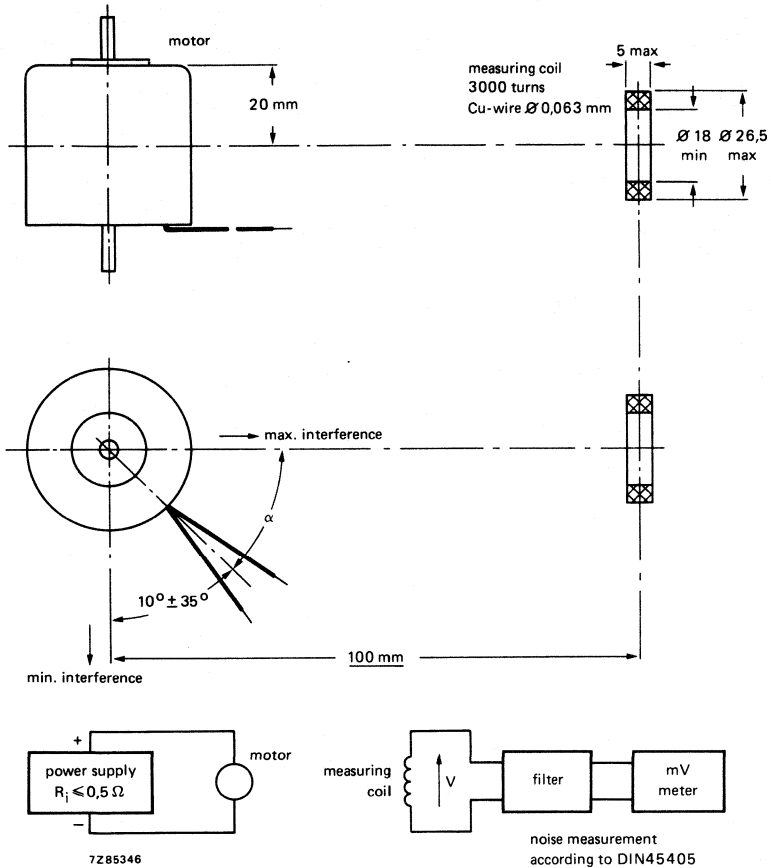 motor
20 mm
5 max
measuring coil
3000 turns
Cu-wire Ø 0,063 mm
Ø 18
min
Ø 26,5
max
max. interference
α
10° ± 35°
100 mm
min. interference
+
power supply
Ri ⩽ 0,5 Ω
−
motor
measuring
coil
V
filter
mV
meter
noise measurement
according to DIN45405
7Z85346